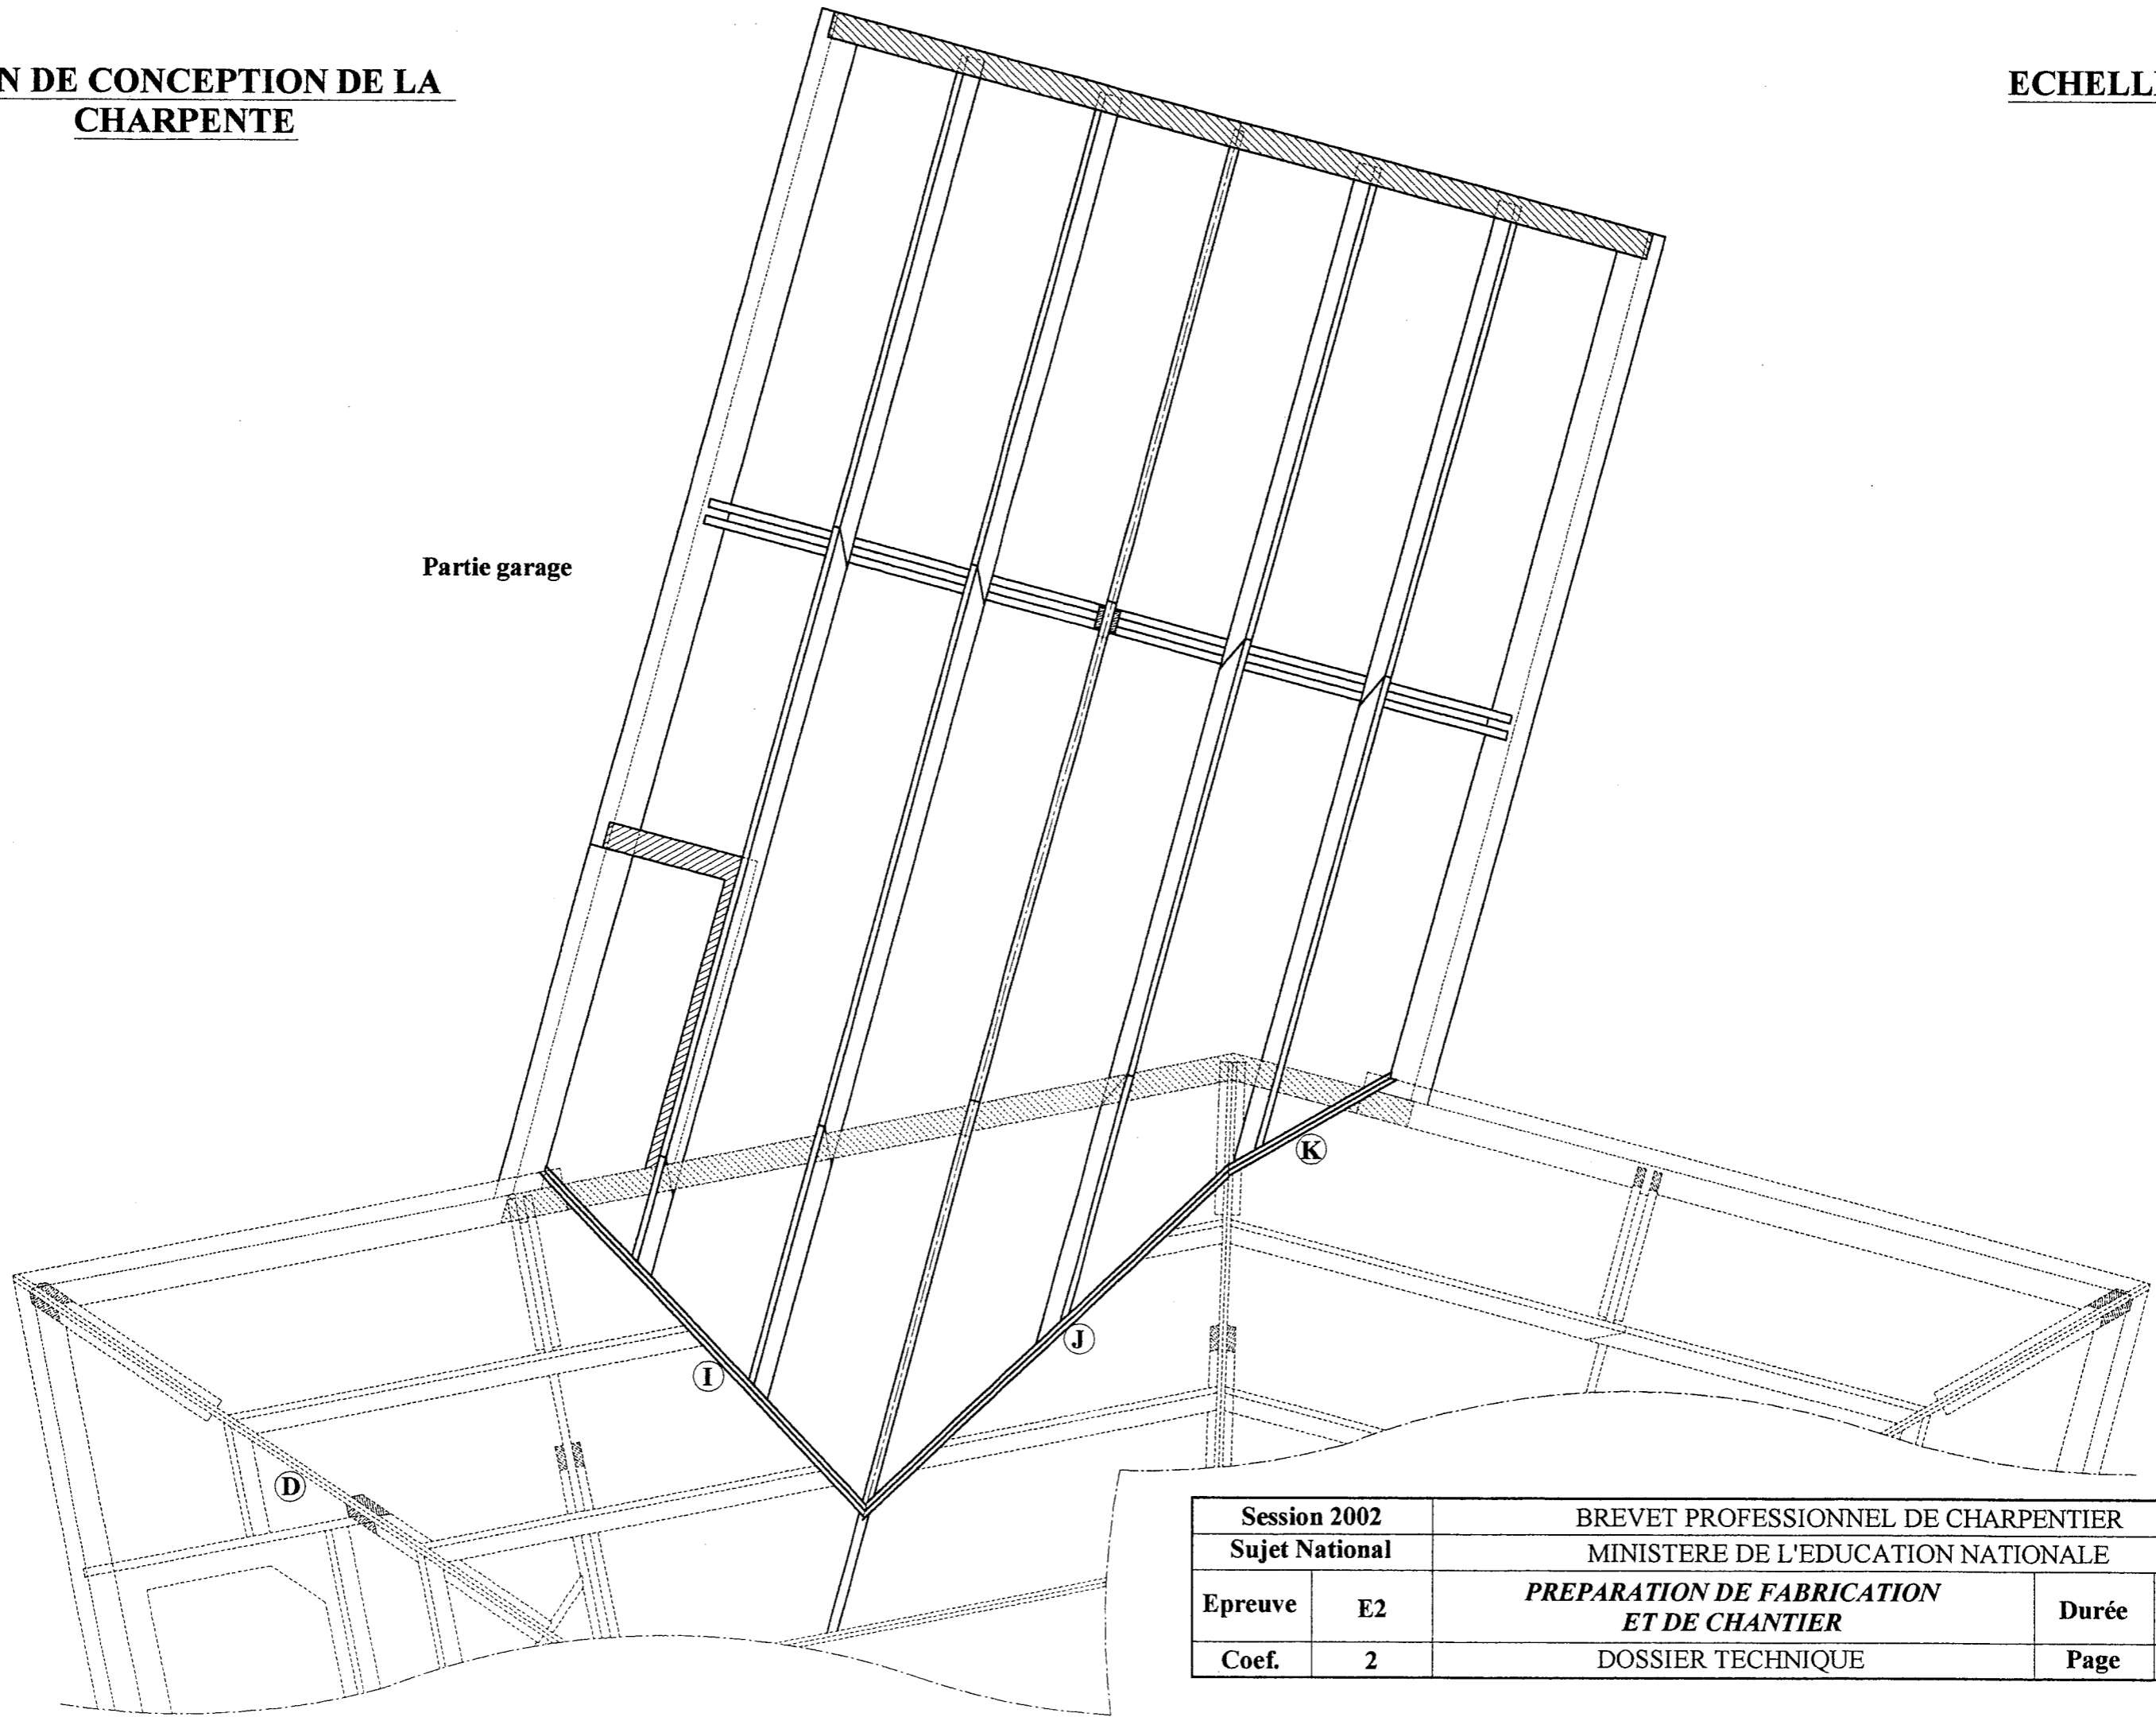 N DE CONCEPTION DE LA
CHARPENTE
ECHELL
Partie garage
K
J
I
D
Session 2002
BREVET PROFESSIONNEL DE CHARPENTIER
Sujet National
MINISTERE DE L'EDUCATION NATIONALE
Epreuve
E2
PREPARATION DE FABRICATION
ET DE CHANTIER
Durée
Coef.
2
DOSSIER TECHNIQUE
Page